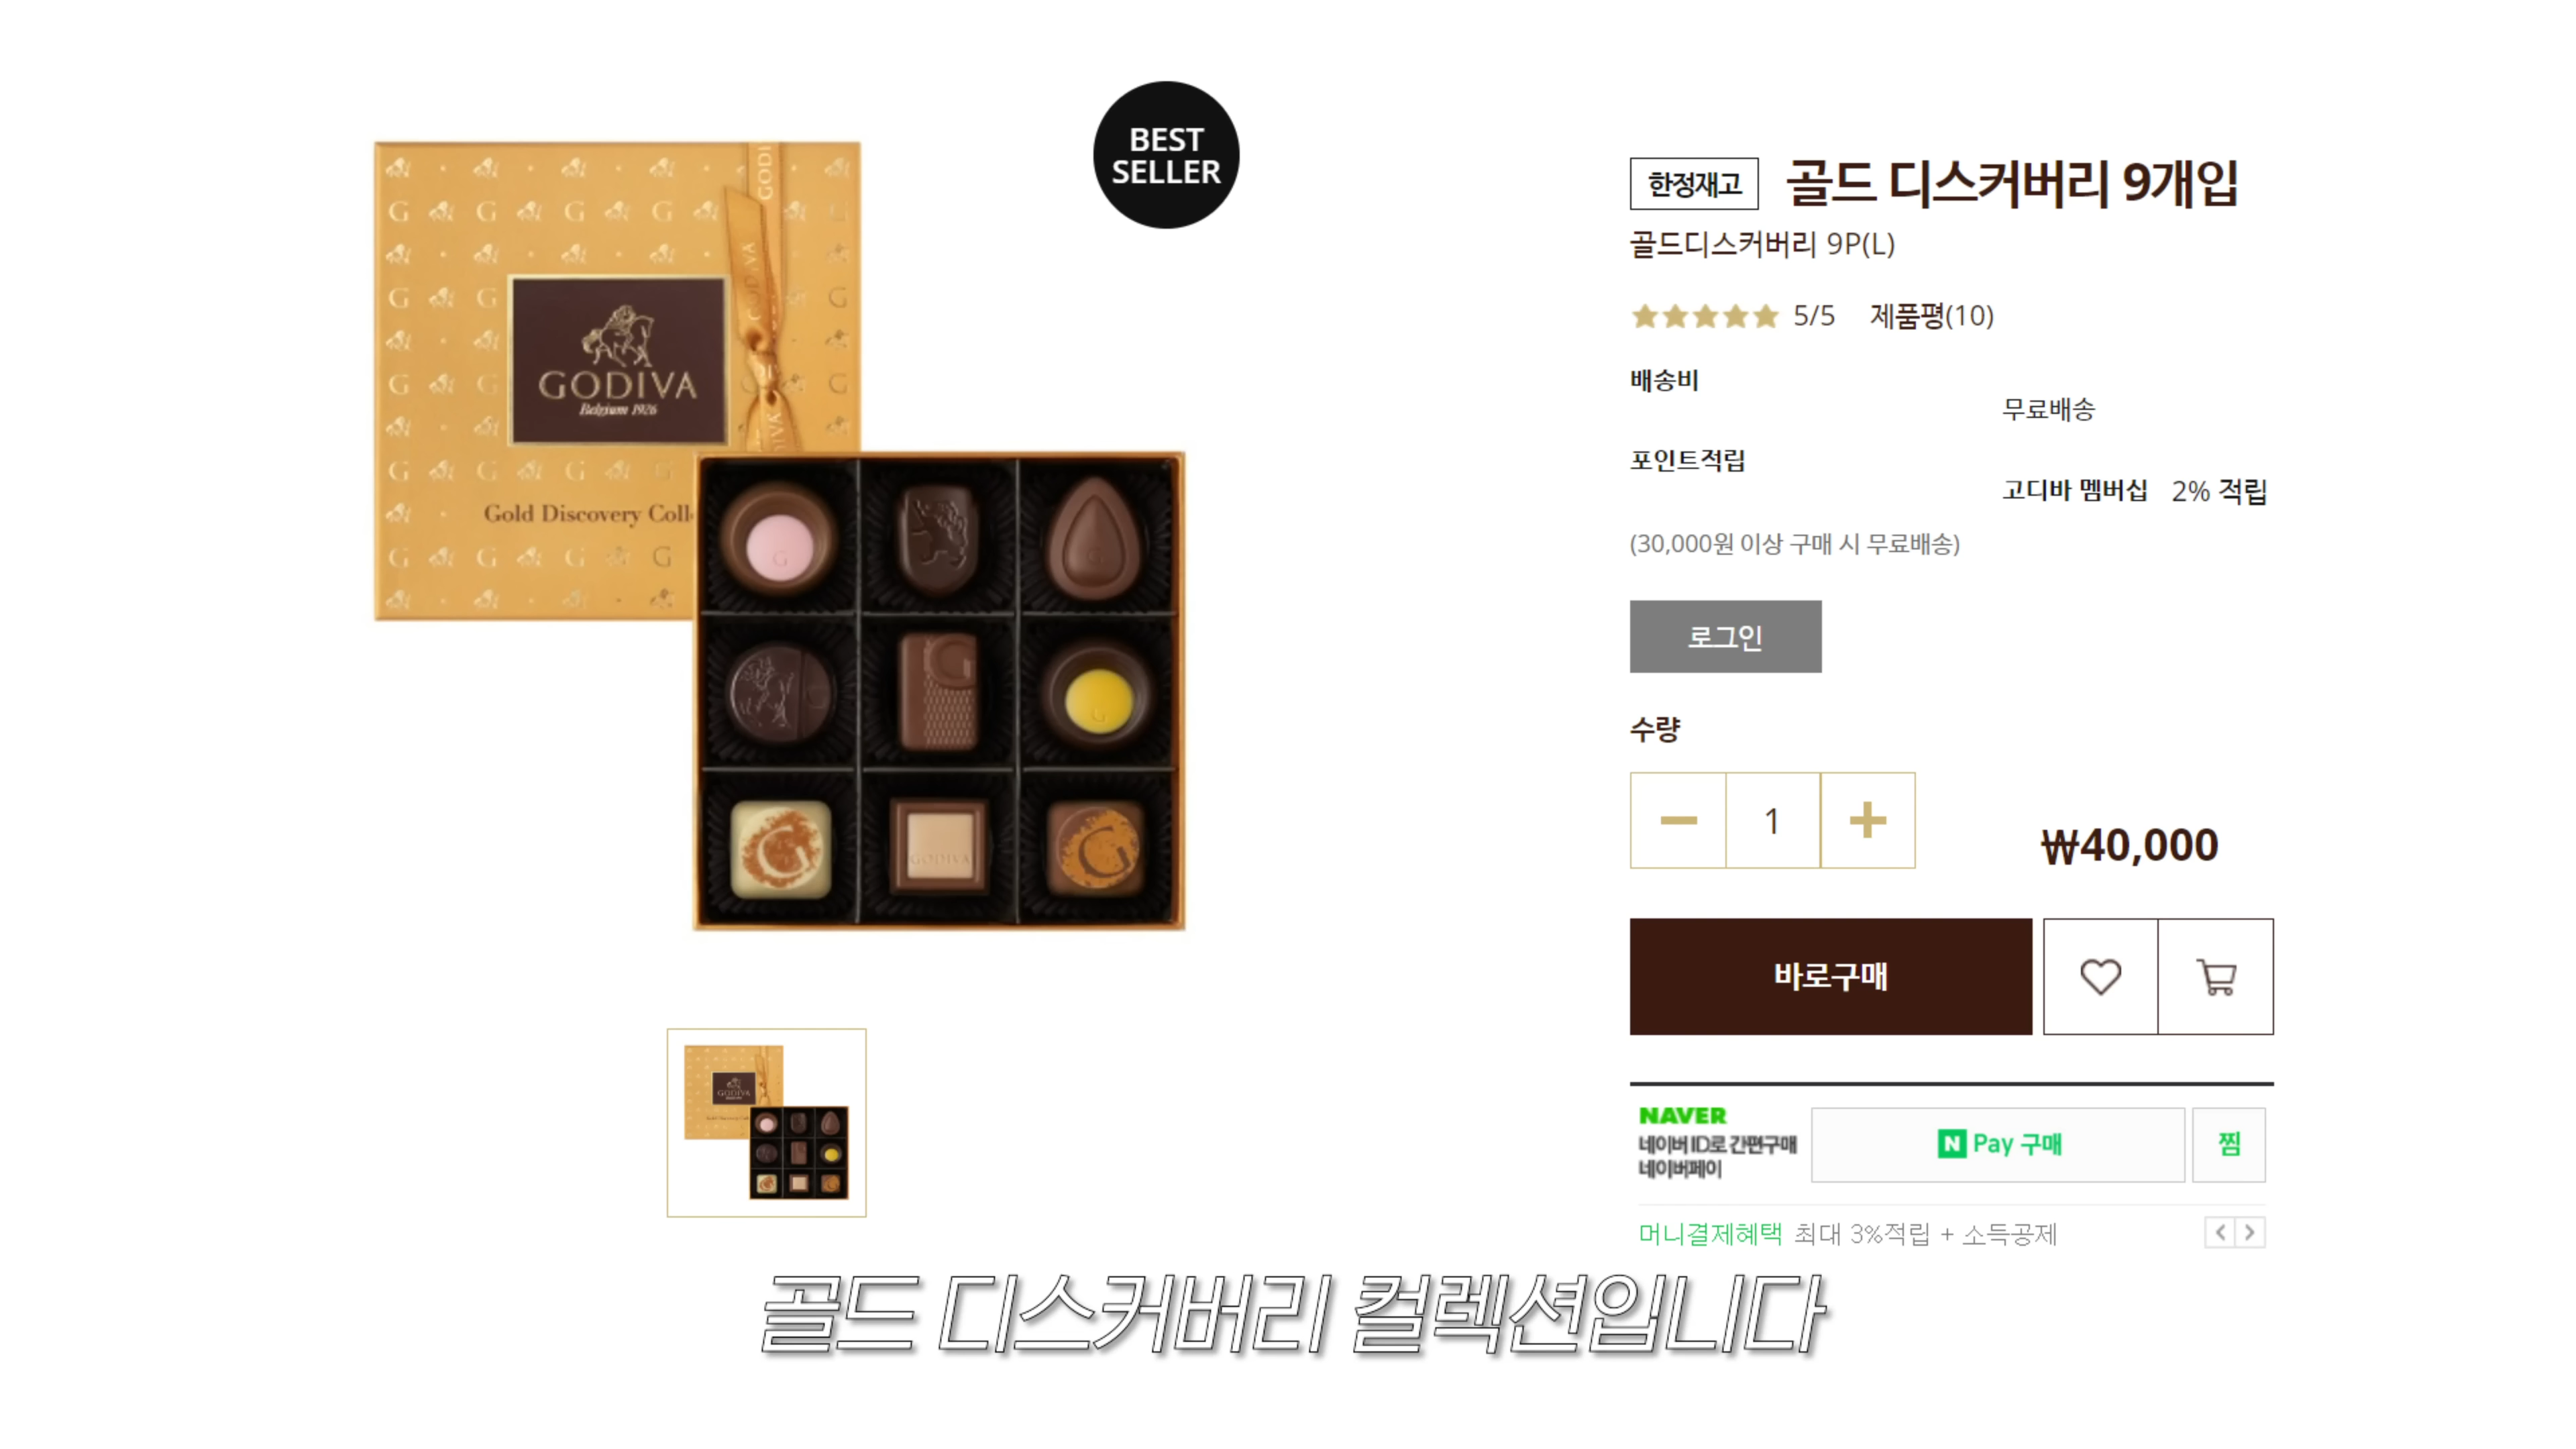 BEST
SELLER
GODIVA
Belgium 1926
Gold Discovery Coll
한정재고 골드 디스커버리 9개입
골드디스커버리 9P(L)
5/5 제품평(10)
배송비
무료배송
포인트적립
고디바 멤버십 2% 적립
(30,000원 이상 구매 시 무료배송)
로그인
수량
1
₩40,000
바로구매
NAVER
네이버 ID로 간편구매
네이버페이
N Pay 구매
찜
머니결제혜택 최대 3%적립 + 소득공제
골드 디스커버리 컬렉션입니다